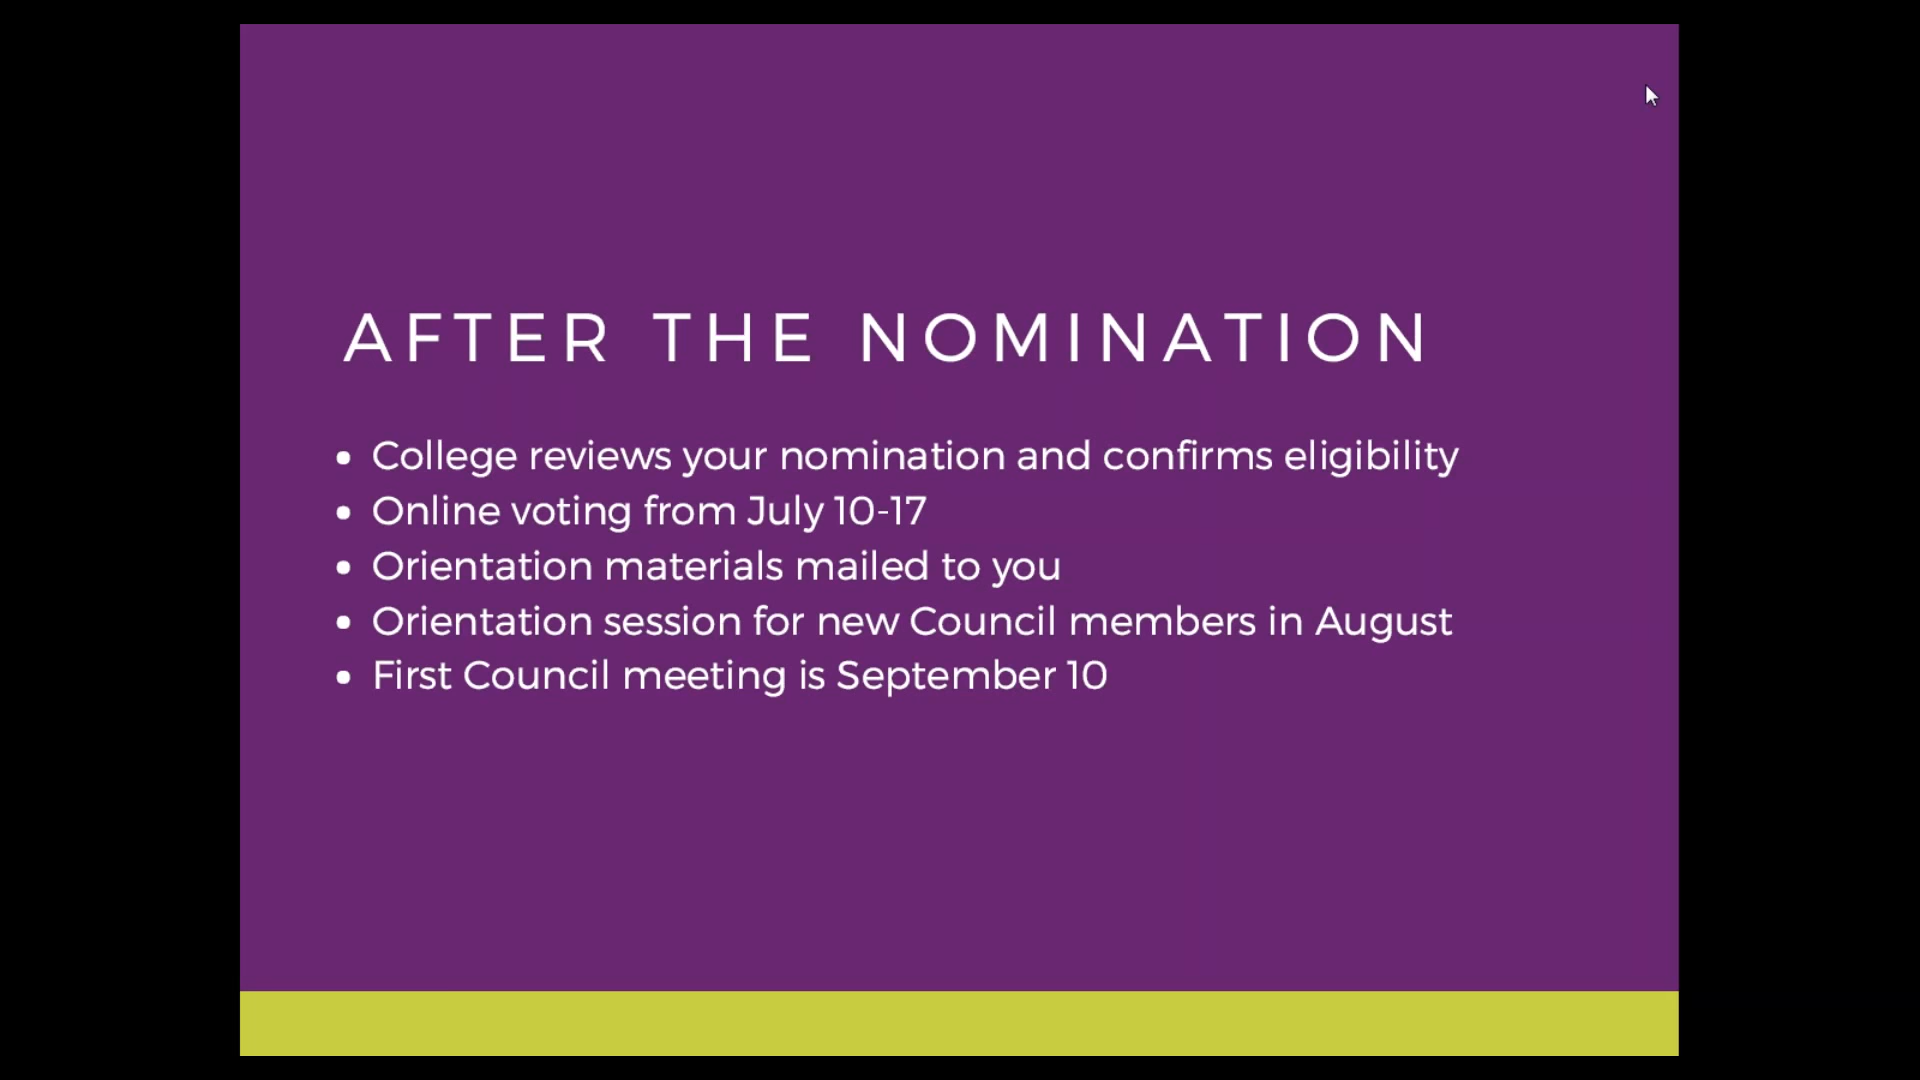 AFTER THE NOMINATION
• College reviews your nomination and confirms eligibility
• Online voting from July 10-17
• Orientation materials mailed to you
• Orientation session for new Council members in August
• First Council meeting is September 10